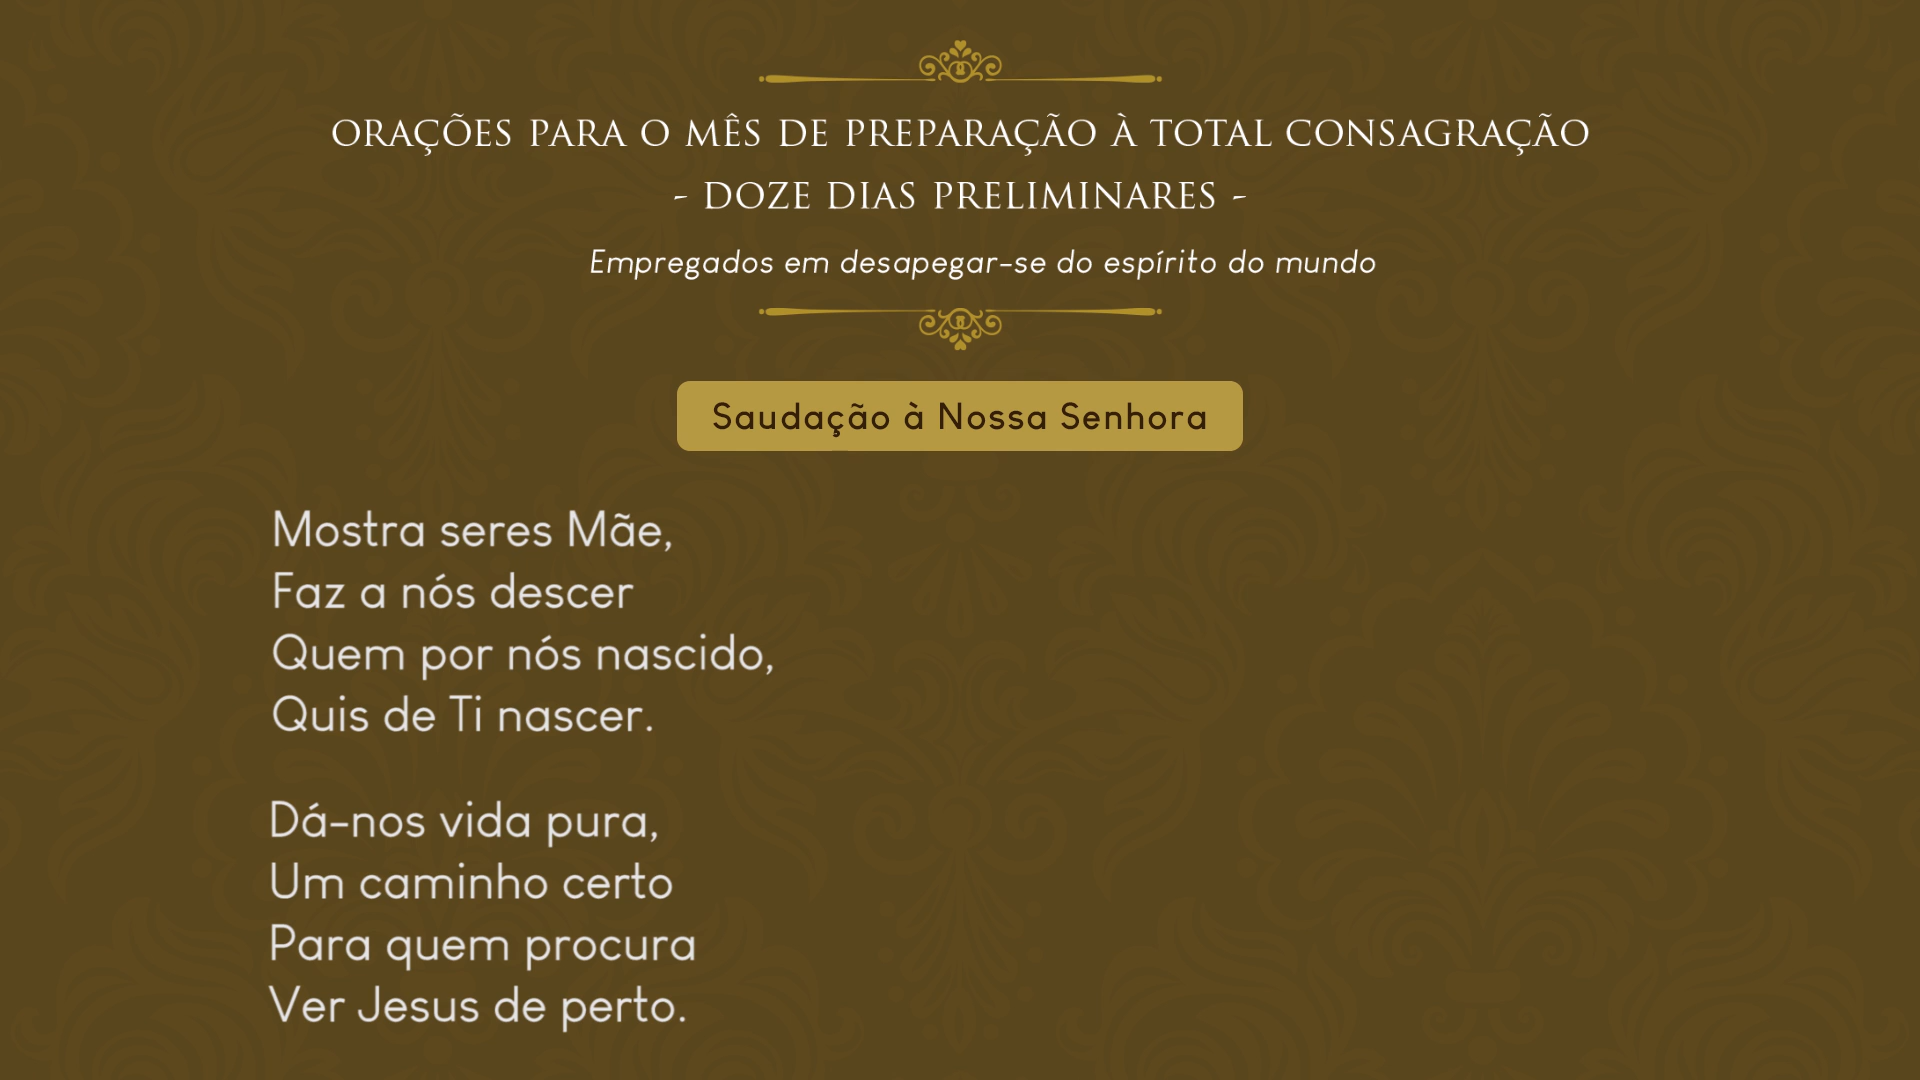 ORAÇÕES PARA O MÊS DE PREPARAÇÃO À TOTAL CONSAGRAÇÃO
- DOZE DIAS PRELIMINARES -
Empregados em desapegar-se do espírito do mundo
Saudação à Nossa Senhora
Mostra seres Mãe,
Faz a nós descer
Quem por nós nascido,
Quis de Ti nascer.
Dá-nos vida pura,
Um caminho certo
Para quem procura
Ver Jesus de perto.